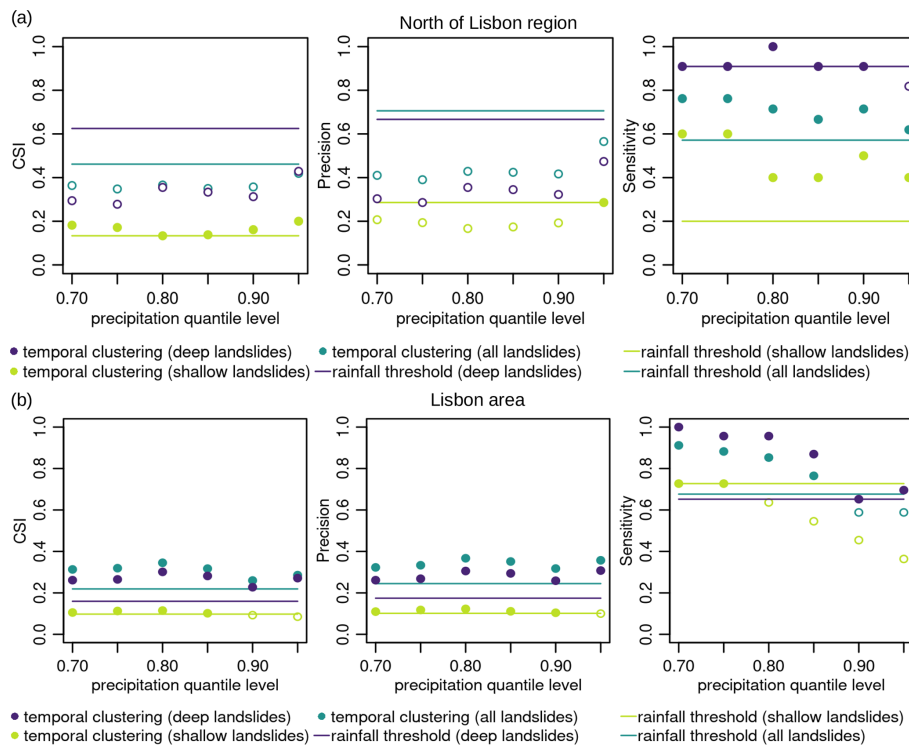 (a)
North of Lisbon region
CSI
1.0
0.8
0.6
0.4
0.2
0.0
0.70 0.80 0.90
precipitation quantile level
Precision
1.0
0.8
0.6
0.4
0.2
0.0
0.70 0.80 0.90
precipitation quantile level
Sensitivity
1.0
0.8
0.6
0.4
0.2
0.0
0.70 0.80 0.90
precipitation quantile level
temporal clustering (deep landslides) temporal clustering (all landslides) rainfall threshold (shallow landslides)
temporal clustering (shallow landslides) rainfall threshold (deep landslides) rainfall threshold (all landslides)
(b)
Lisbon area
CSI
1.0
0.8
0.6
0.4
0.2
0.0
0.70 0.80 0.90
precipitation quantile level
Precision
1.0
0.8
0.6
0.4
0.2
0.0
0.70 0.80 0.90
precipitation quantile level
Sensitivity
1.0
0.8
0.6
0.4
0.2
0.0
0.70 0.80 0.90
precipitation quantile level
temporal clustering (deep landslides) temporal clustering (all landslides) rainfall threshold (shallow landslides)
temporal clustering (shallow landslides) rainfall threshold (deep landslides) rainfall threshold (all landslides)